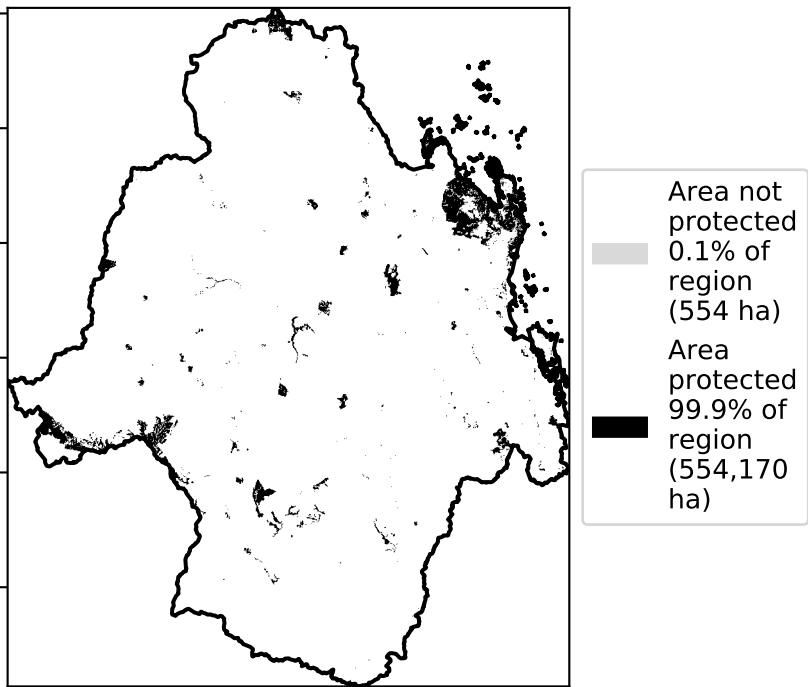 Area not
protected
0.1% of
region
(554 ha)
Area
protected
99.9% of
region
(554,170
ha)